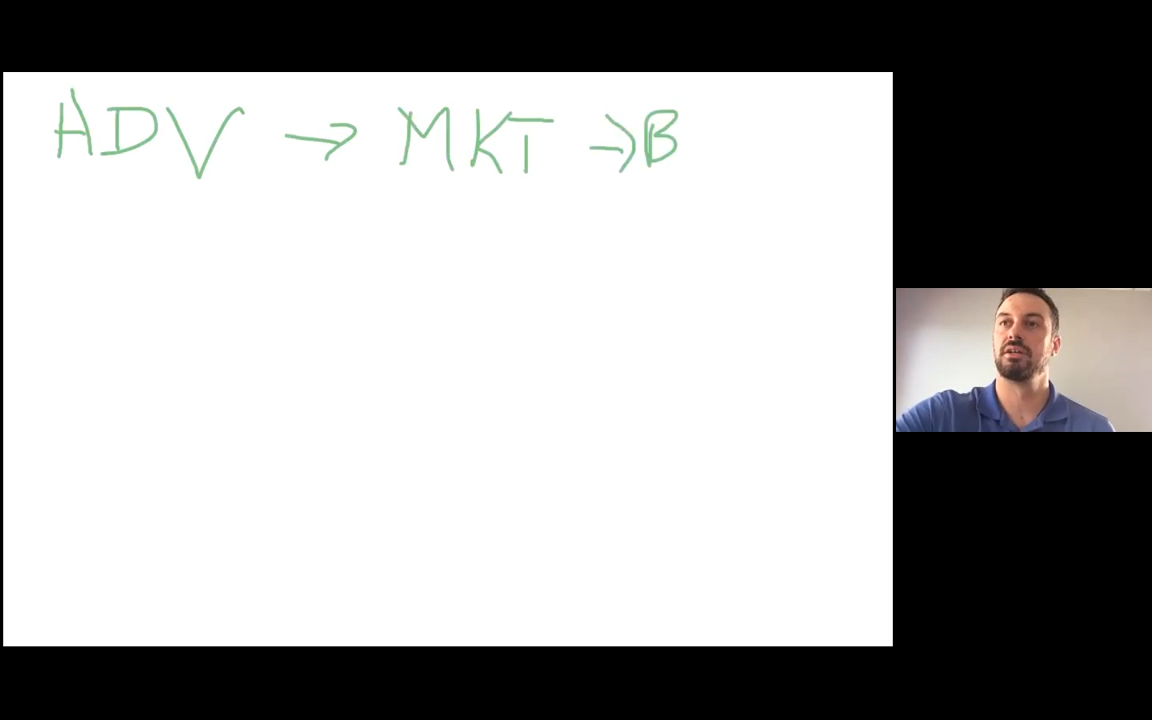 ADV → MKT → B